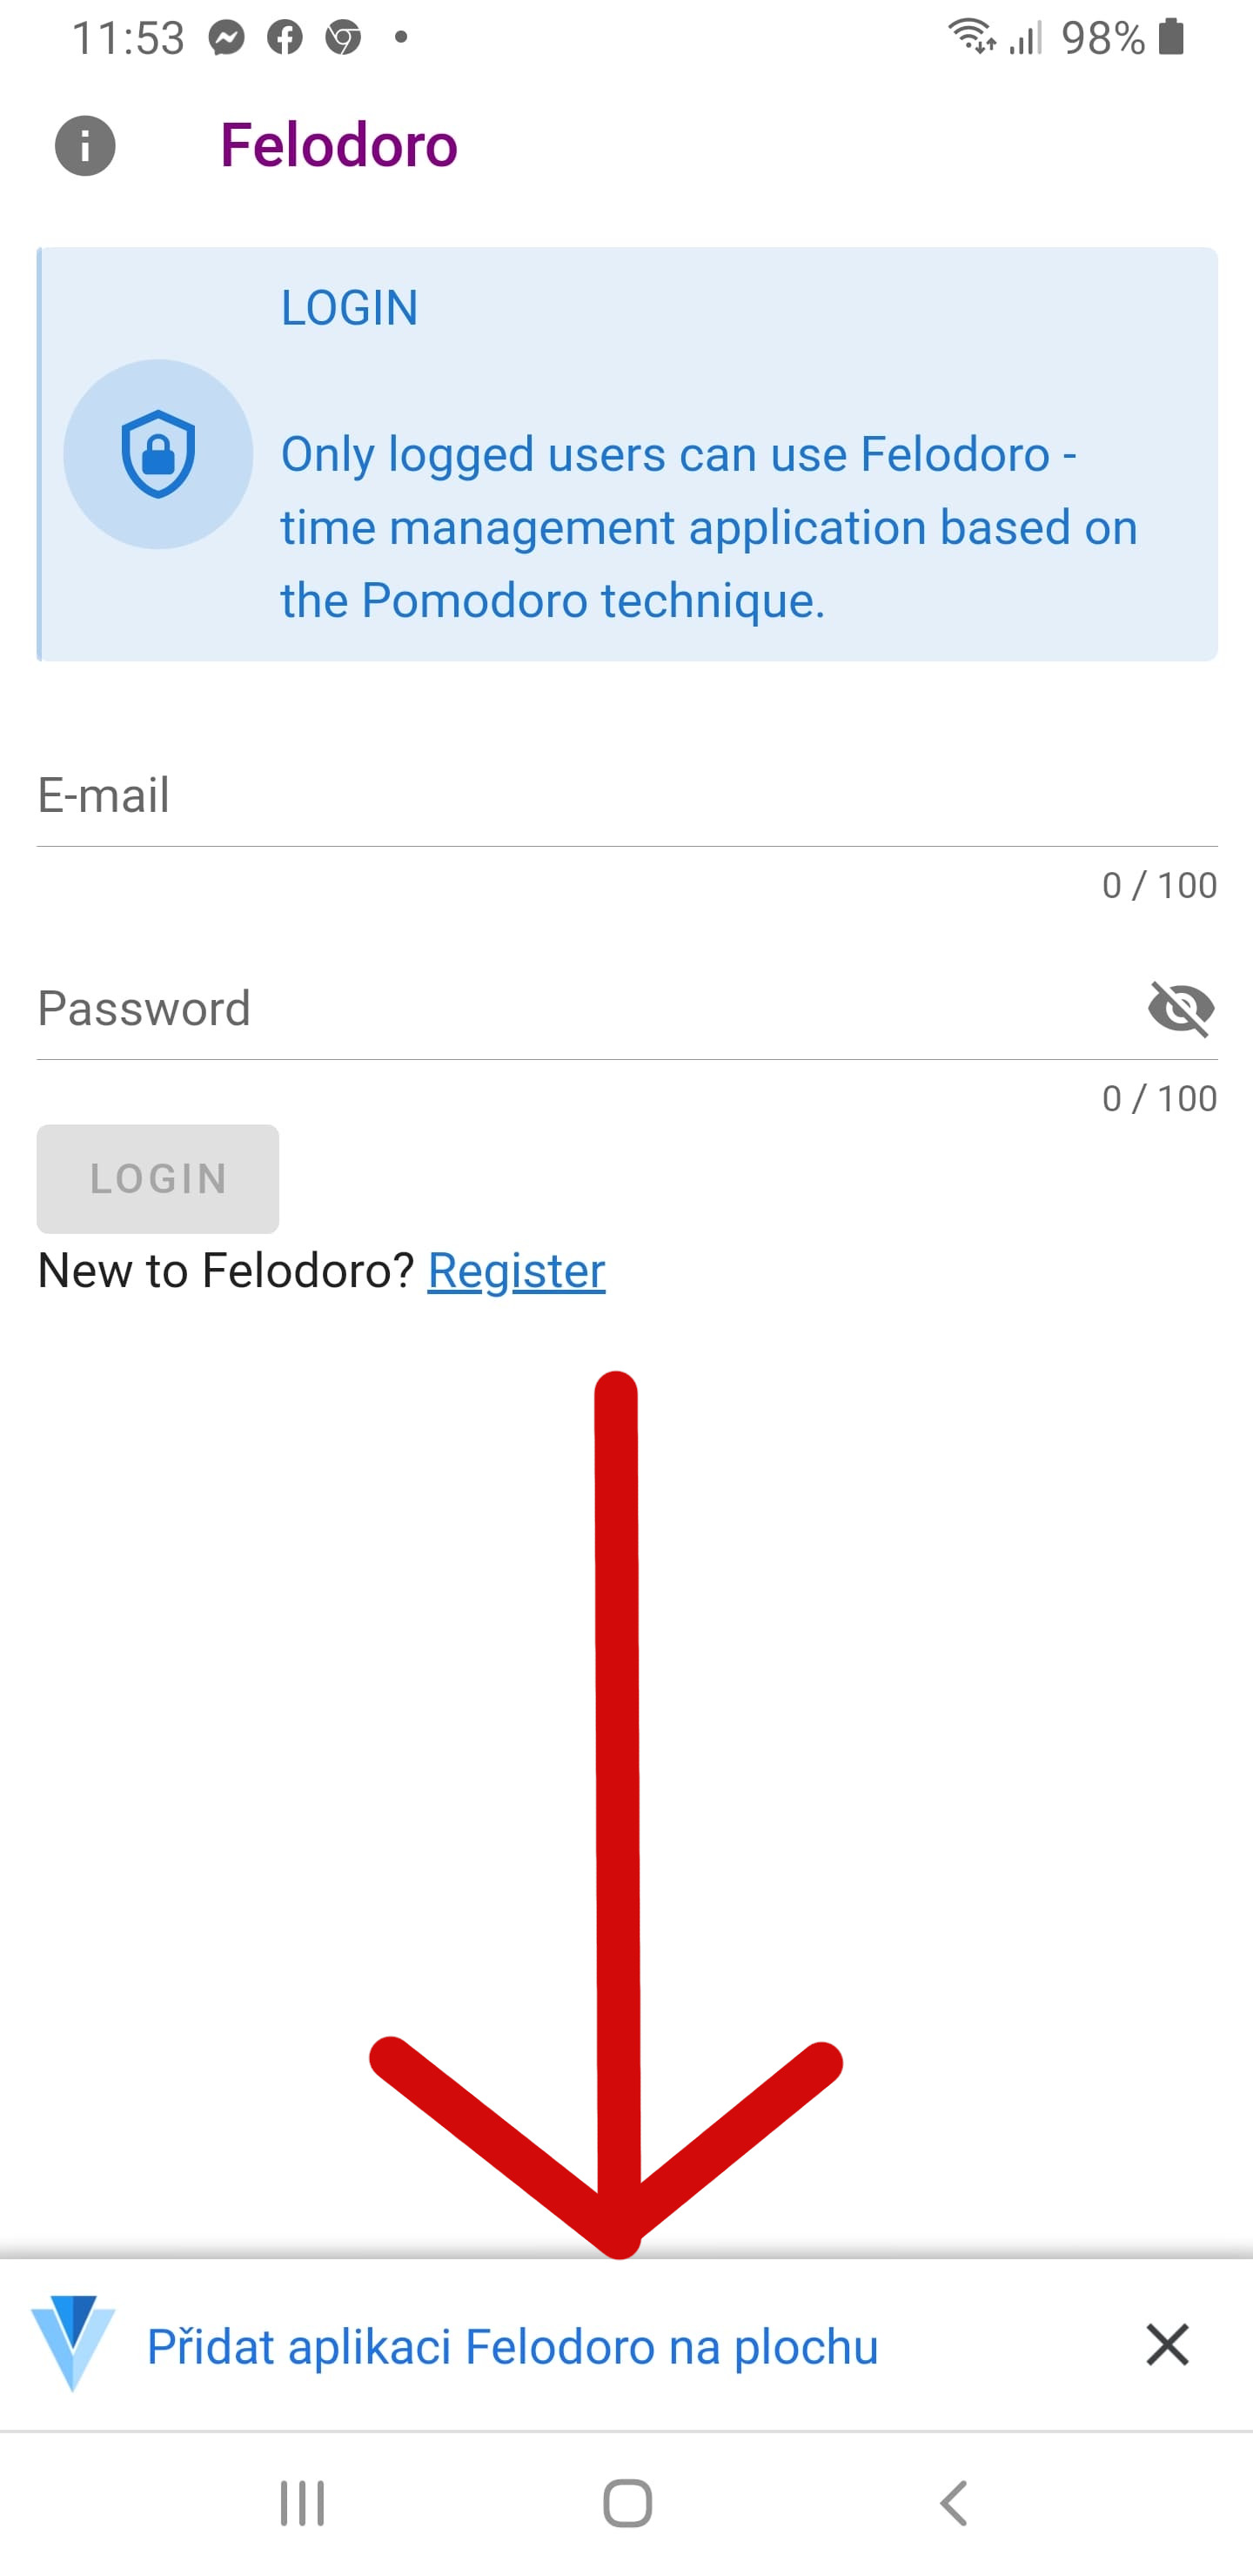 11:53
98%
Felodoro
LOGIN
Only logged users can use Felodoro -
time management application based on
the Pomodoro technique.
E-mail
0 / 100
Password
0 / 100
LOGIN
New to Felodoro? Register
Přidat aplikaci Felodoro na plochu